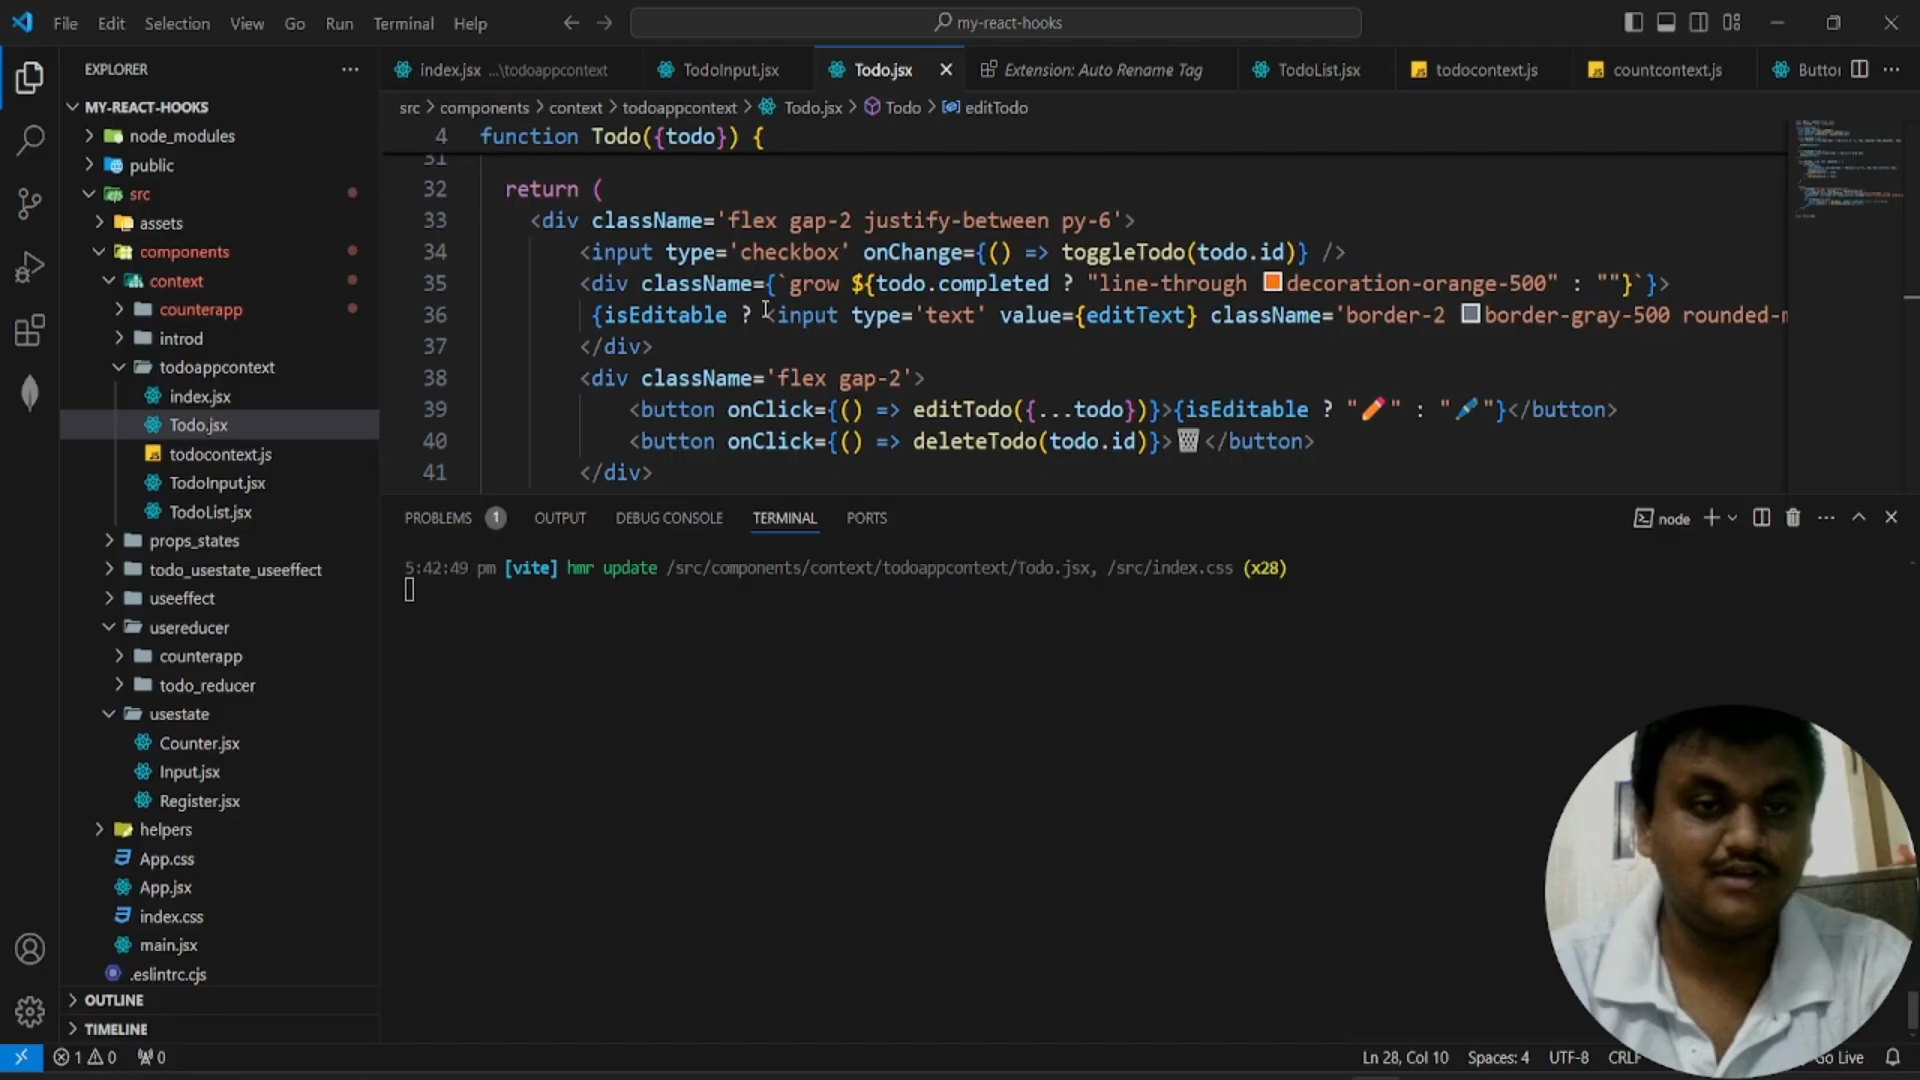 File Edit Selection View Go Run Terminal Help
my-react-hooks
EXPLORER
index.jsx ...\todoappcontext
TodoInput.jsx
Todo.jsx
Extension: Auto Rename Tag
TodoList.jsx
todocontext.js
countcontext.js
src > components > context > todoappcontext > Todo.jsx > Todo > editTodo
MY-REACT-HOOKS
node_modules
public
src
assets
components
context
counterapp
introd
todoappcontext
index.jsx
Todo.jsx
todocontext.js
TodoInput.jsx
TodoList.jsx
props_states
todo_usestate_useeffect
useeffect
usereducer
counterapp
todo_reducer
usestate
Counter.jsx
Input.jsx
Register.jsx
helpers
App.css
App.jsx
index.css
main.jsx
.eslintrc.cjs
OUTLINE
TIMELINE
4 function Todo({todo}) {
31
32 return (
33 <div className='flex gap-2 justify-between py-6'>
34 <input type='checkbox' onChange={() => toggleTodo(todo.id)} />
35 <div className={`grow ${todo.completed ? "line-through decoration-orange-500" : ""}`}>
36 {isEditable ? <input type='text' value={editText} className='border-2 border-gray-500 rounded-m
37 </div>
38 <div className='flex gap-2'>
39 <button onClick={() => editTodo({...todo})}>{isEditable ? "🖍️" : "🖌️"}</button>
40 <button onClick={() => deleteTodo(todo.id)}>🗑️</button>
41 </div>
PROBLEMS 1 OUTPUT DEBUG CONSOLE TERMINAL PORTS
node
5:42:49 pm [vite] hmr update /src/components/context/todoappcontext/Todo.jsx, /src/index.css (x28)
1 0 0
Ln 28, Col 10 Spaces: 4 UTF-8 Go Live